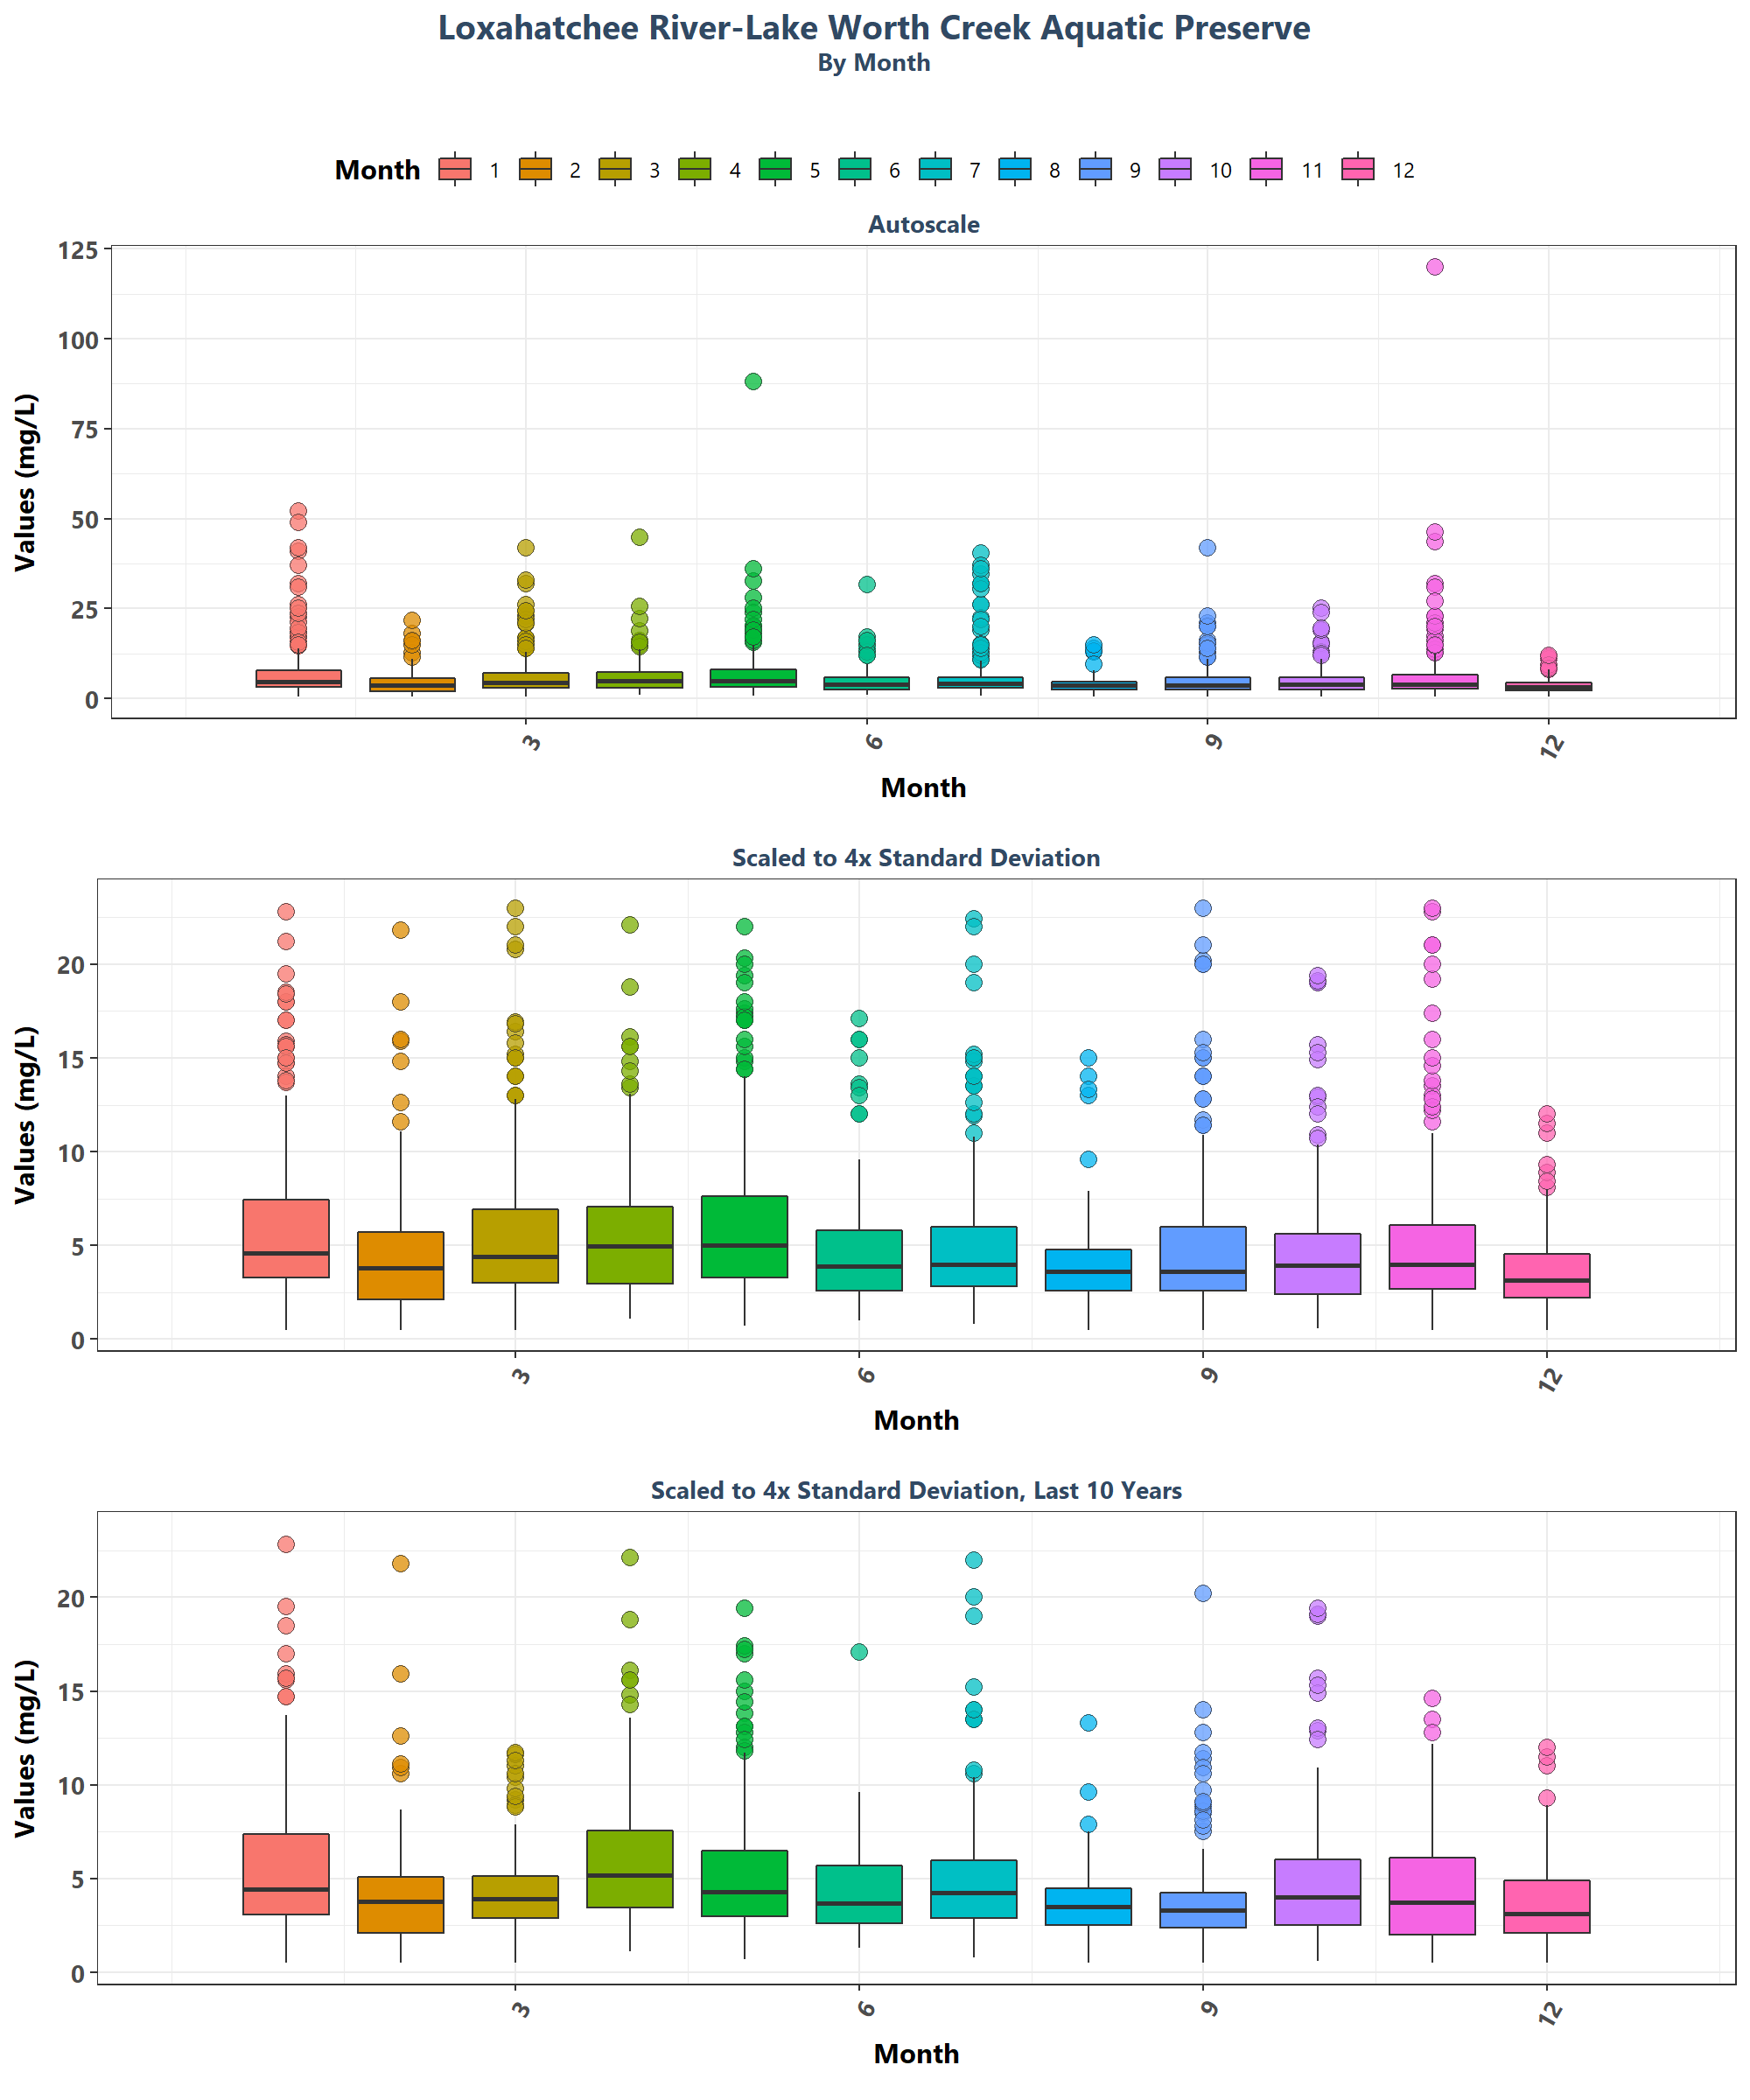 Loxahatchee River-Lake Worth Creek Aquatic Preserve
By Month
Month 1 2 3 4 5 6 7 8 9 10 11 12
Autoscale
Values (mg/L)
125
100
75
50
25
0
3 6 9 12
Month
Scaled to 4x Standard Deviation
Values (mg/L)
20
15
10
5
0
3 6 9 12
Month
Scaled to 4x Standard Deviation, Last 10 Years
Values (mg/L)
20
15
10
5
0
3 6 9 12
Month